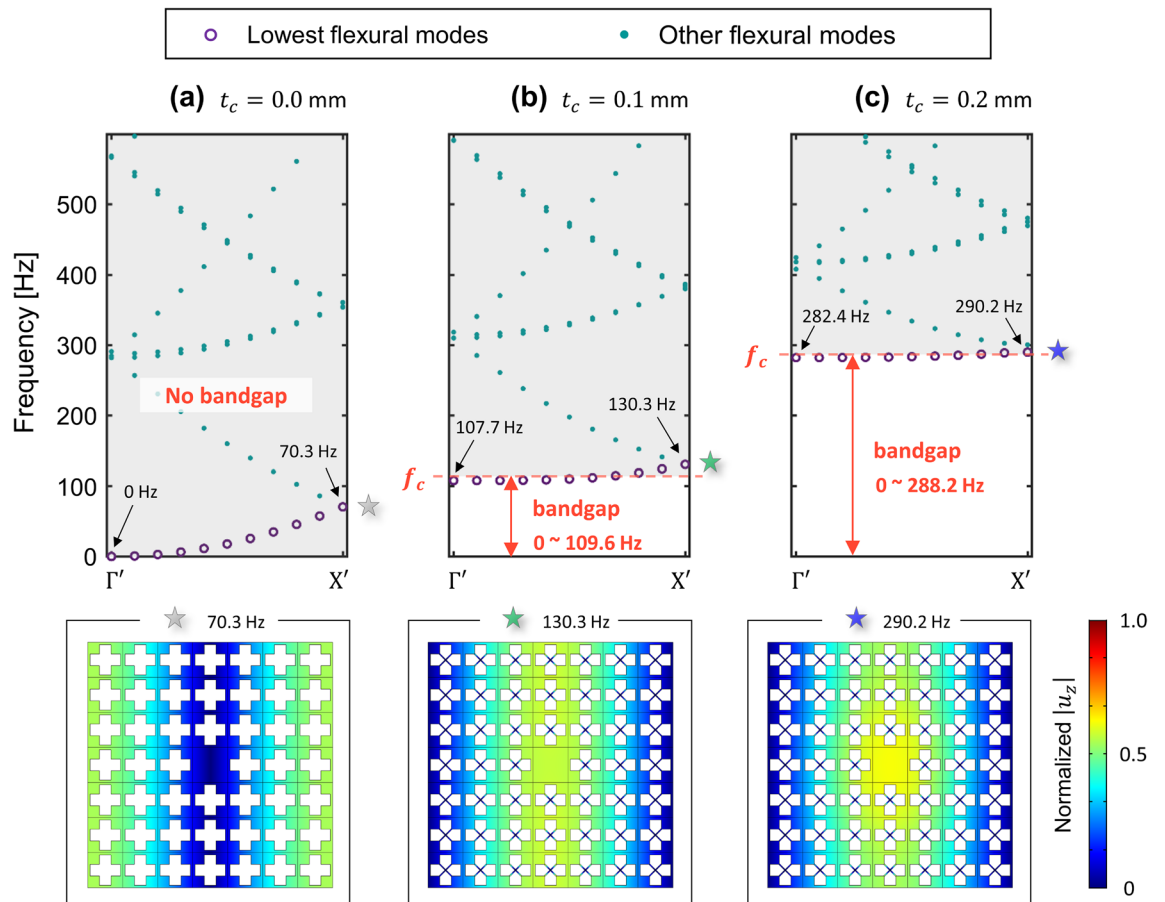 Lowest flexural modes
Other flexural modes
(a) t_c = 0.0 mm
(b) t_c = 0.1 mm
(c) t_c = 0.2 mm
Frequency [Hz]
500
400
300
200
100
0
No bandgap
0 Hz
70.3 Hz
Γ′
X′
f_c
107.7 Hz
130.3 Hz
bandgap
0 ~ 109.6 Hz
Γ′
X′
f_c
282.4 Hz
290.2 Hz
bandgap
0 ~ 288.2 Hz
Γ′
X′
70.3 Hz
130.3 Hz
290.2 Hz
1.0
0.5
0
Normalized |u_z|